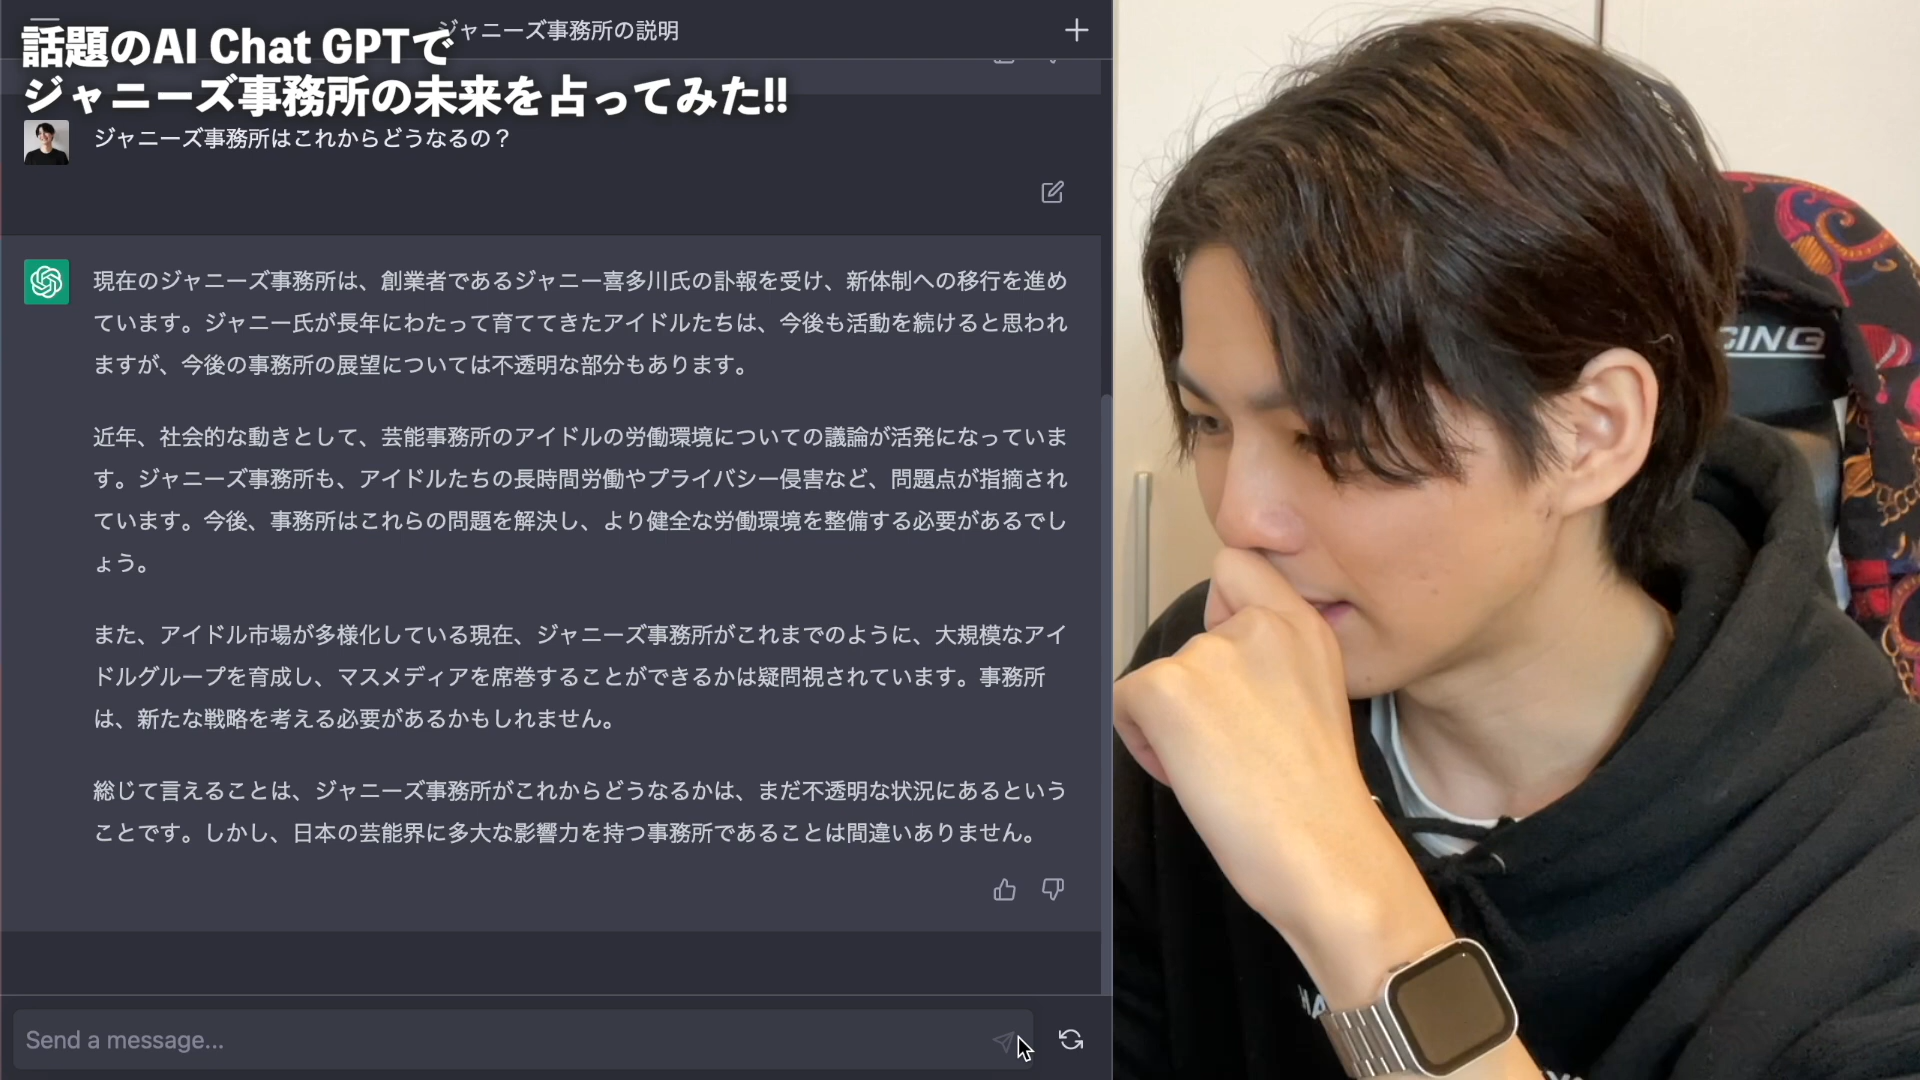 ジャニーズ事務所の説明
話題のAI Chat GPTで
ジャニーズ事務所の未来を占ってみた!!
ジャニーズ事務所はこれからどうなるの？
現在のジャニーズ事務所は、創業者であるジャニー喜多川氏の訃報を受け、新体制への移行を進め
ています。ジャニー氏が長年にわたって育ててきたアイドルたちは、今後も活動を続けると思われ
ますが、今後の事務所の展望については不透明な部分もあります。
近年、社会的な動きとして、芸能事務所のアイドルの労働環境についての議論が活発になっていま
す。ジャニーズ事務所も、アイドルたちの長時間労働やプライバシー侵害など、問題点が指摘され
ています。今後、事務所はこれらの問題を解決し、より健全な労働環境を整備する必要があるでし
ょう。
また、アイドル市場が多様化している現在、ジャニーズ事務所がこれまでのように、大規模なアイ
ドルグループを育成し、マスメディアを席巻することができるかは疑問視されています。事務所
は、新たな戦略を考える必要があるかもしれません。
総じて言えることは、ジャニーズ事務所がこれからどうなるかは、まだ不透明な状況にあるという
ことです。しかし、日本の芸能界に多大な影響力を持つ事務所であることは間違いありません。
Send a message...
CING